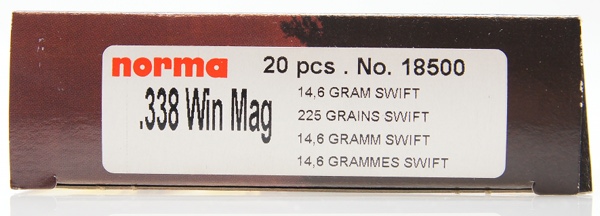 norma 20 pcs . No. 18500
.338 Win Mag
14,6 GRAM SWIFT
225 GRAINS SWIFT
14,6 GRAMM SWIFT
14,6 GRAMMES SWIFT